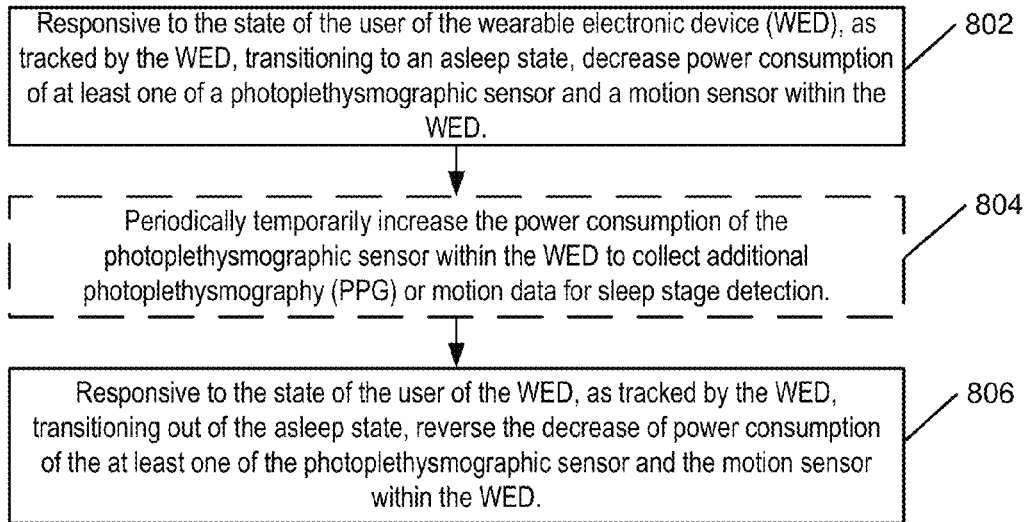 Responsive to the state of the user of the wearable electronic device (WED), as
tracked by the WED, transitioning to an asleep state, decrease power consumption
of at least one of a photoplethysmographic sensor and a motion sensor within the
WED.
802
Periodically temporarily increase the power consumption of the
photoplethysmographic sensor within the WED to collect additional
photoplethysmography (PPG) or motion data for sleep stage detection.
804
Responsive to the state of the user of the WED, as tracked by the WED,
transitioning out of the asleep state, reverse the decrease of power consumption
of the at least one of the photoplethysmographic sensor and the motion sensor
within the WED.
806